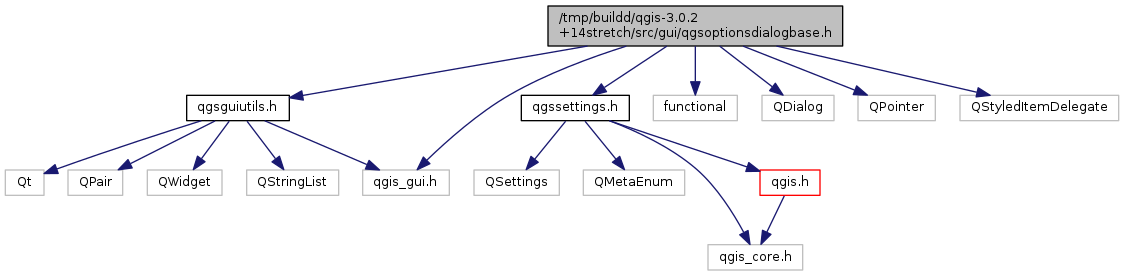 /tmp/buildd/qgis-3.0.2
+14stretch/src/gui/qgsoptionsdialogbase.h
qgsguiutils.h
qgssettings.h
functional
QDialog
QPointer
QStyledItemDelegate
Qt
QPair
QWidget
QStringList
qgis_gui.h
QSettings
QMetaEnum
qgis.h
qgis_core.h